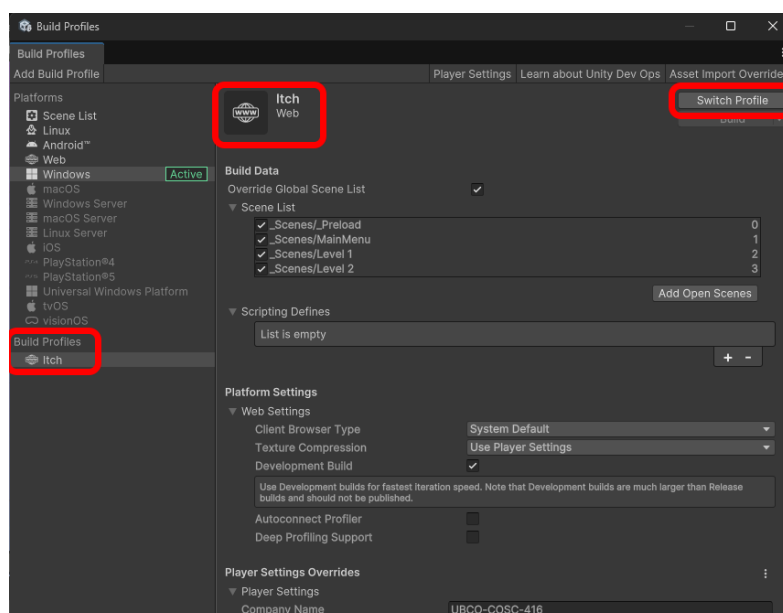 Build Profiles
Build Profiles
Add Build Profile
Player Settings
Learn about Unity Dev Ops
Asset Import Override
Platforms
Scene List
Linux
Android™
Web
Windows
Active
macOS
Windows Server
macOS Server
Linux Server
iOS
PlayStation®4
PlayStation®5
Universal Windows Platform
tvOS
visionOS
Build Profiles
Itch
WWW
Itch
Web
Switch Profile
Build
Build Data
Override Global Scene List
Scene List
_Scenes/_Preload 0
_Scenes/MainMenu 1
_Scenes/Level 1 2
_Scenes/Level 2 3
Add Open Scenes
Scripting Defines
List is empty
+ -
Platform Settings
Web Settings
Client Browser Type System Default
Texture Compression Use Player Settings
Development Build
Use Development builds for fastest iteration speed. Note that Development builds are much larger than Release
builds and should not be published.
Autoconnect Profiler
Deep Profiling Support
Player Settings Overrides
Player Settings
Company Name UBCO-COSC-416